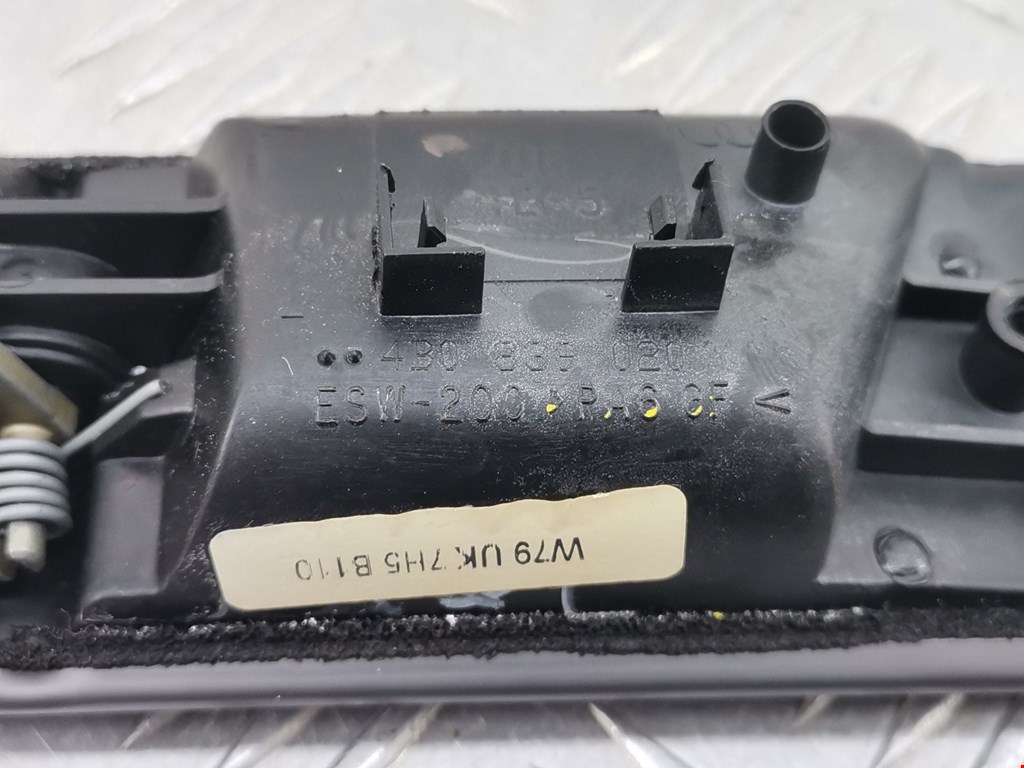 4B0 839 020
ESW-200 >PA6 GF <
W79 UK 7H5 B110